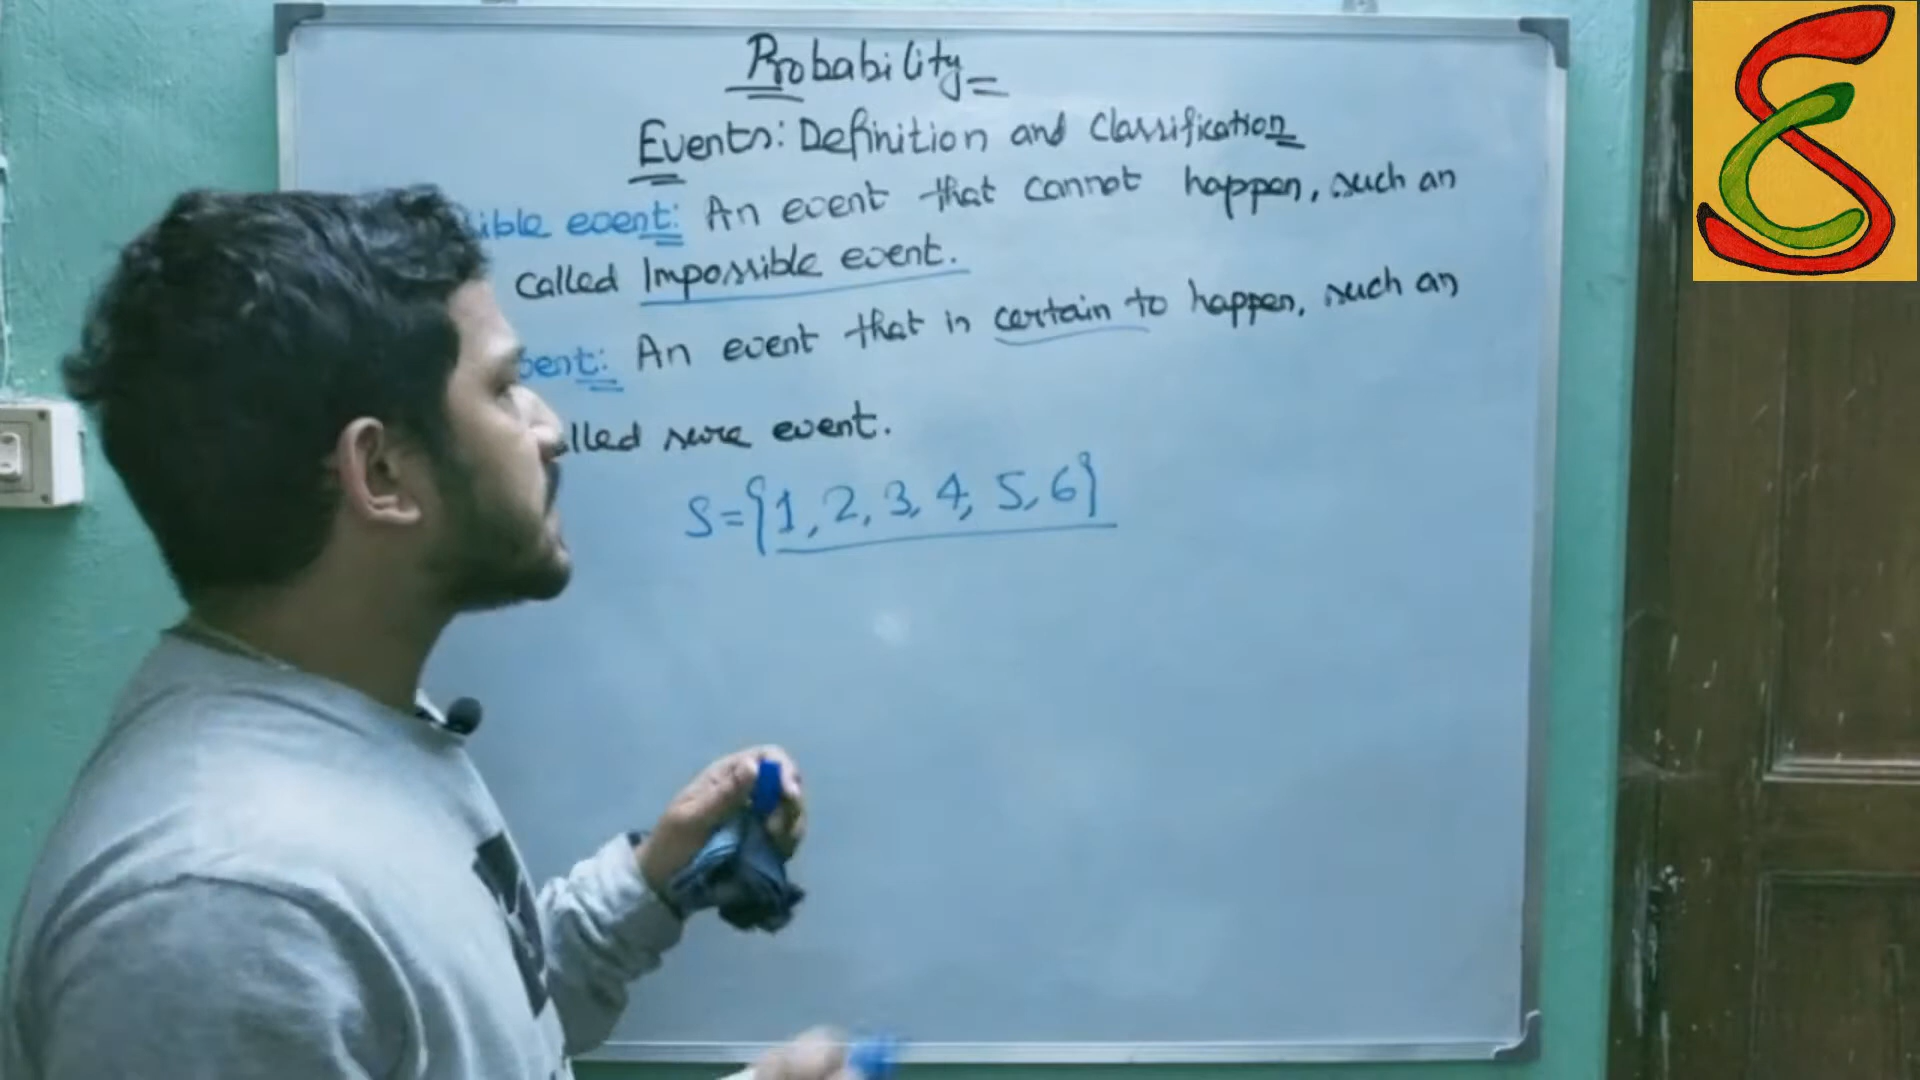 Probability
Events: Definition and Classification
ible event: An event that cannot happen, such an
called Impossible event.
ent: An event that is certain to happen, such an
lled sure event.
S={1, 2, 3, 4, 5, 6}